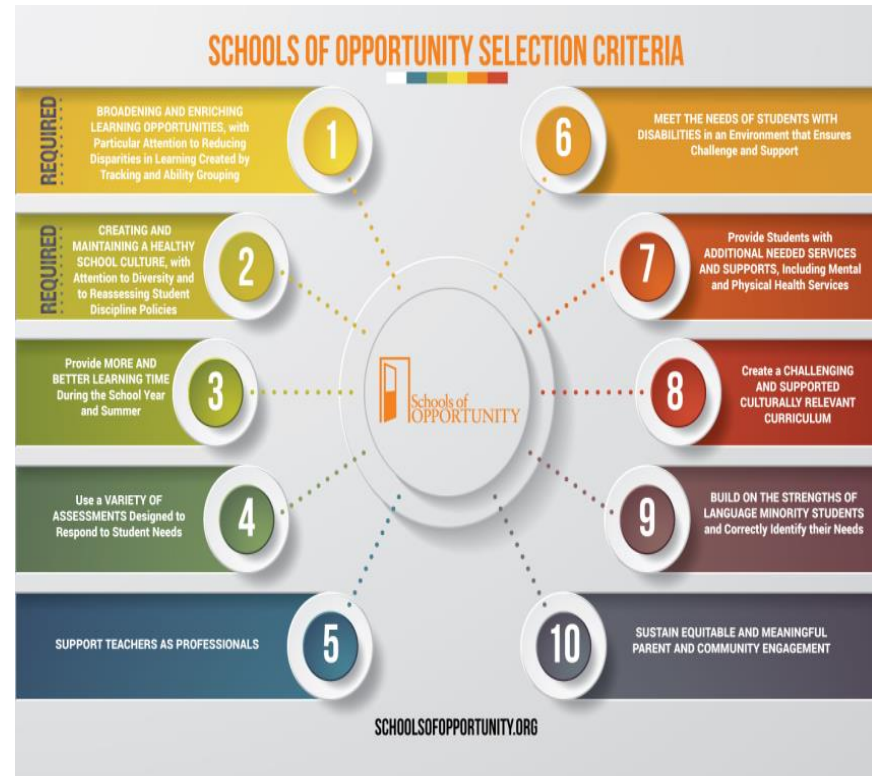 SCHOOLS OF OPPORTUNITY SELECTION CRITERIA
REQUIRED
BROADENING AND ENRICHING
LEARNING OPPORTUNITIES, with
Particular Attention to Reducing
Disparities in Learning Created by
Tracking and Ability Grouping
1
REQUIRED
CREATING AND
MAINTAINING A HEALTHY
SCHOOL CULTURE, with
Attention to Diversity and
to Reassessing Student
Discipline Policies
2
Provide MORE AND
BETTER LEARNING TIME
During the School Year
and Summer
3
Use a VARIETY OF
ASSESSMENTS Designed to
Respond to Student Needs
4
SUPPORT TEACHERS AS PROFESSIONALS
5
Schools of
OPPORTUNITY
6
MEET THE NEEDS OF STUDENTS WITH
DISABILITIES in an Environment that Ensures
Challenge and Support
7
Provide Students with
ADDITIONAL NEEDED SERVICES
AND SUPPORTS, Including Mental
and Physical Health Services
8
Create a CHALLENGING
AND SUPPORTED
CULTURALLY RELEVANT
CURRICULUM
9
BUILD ON THE STRENGTHS OF
LANGUAGE MINORITY STUDENTS
and Correctly Identify their Needs
10
SUSTAIN EQUITABLE AND MEANINGFUL
PARENT AND COMMUNITY ENGAGEMENT
SCHOOLSOFOPPORTUNITY.ORG